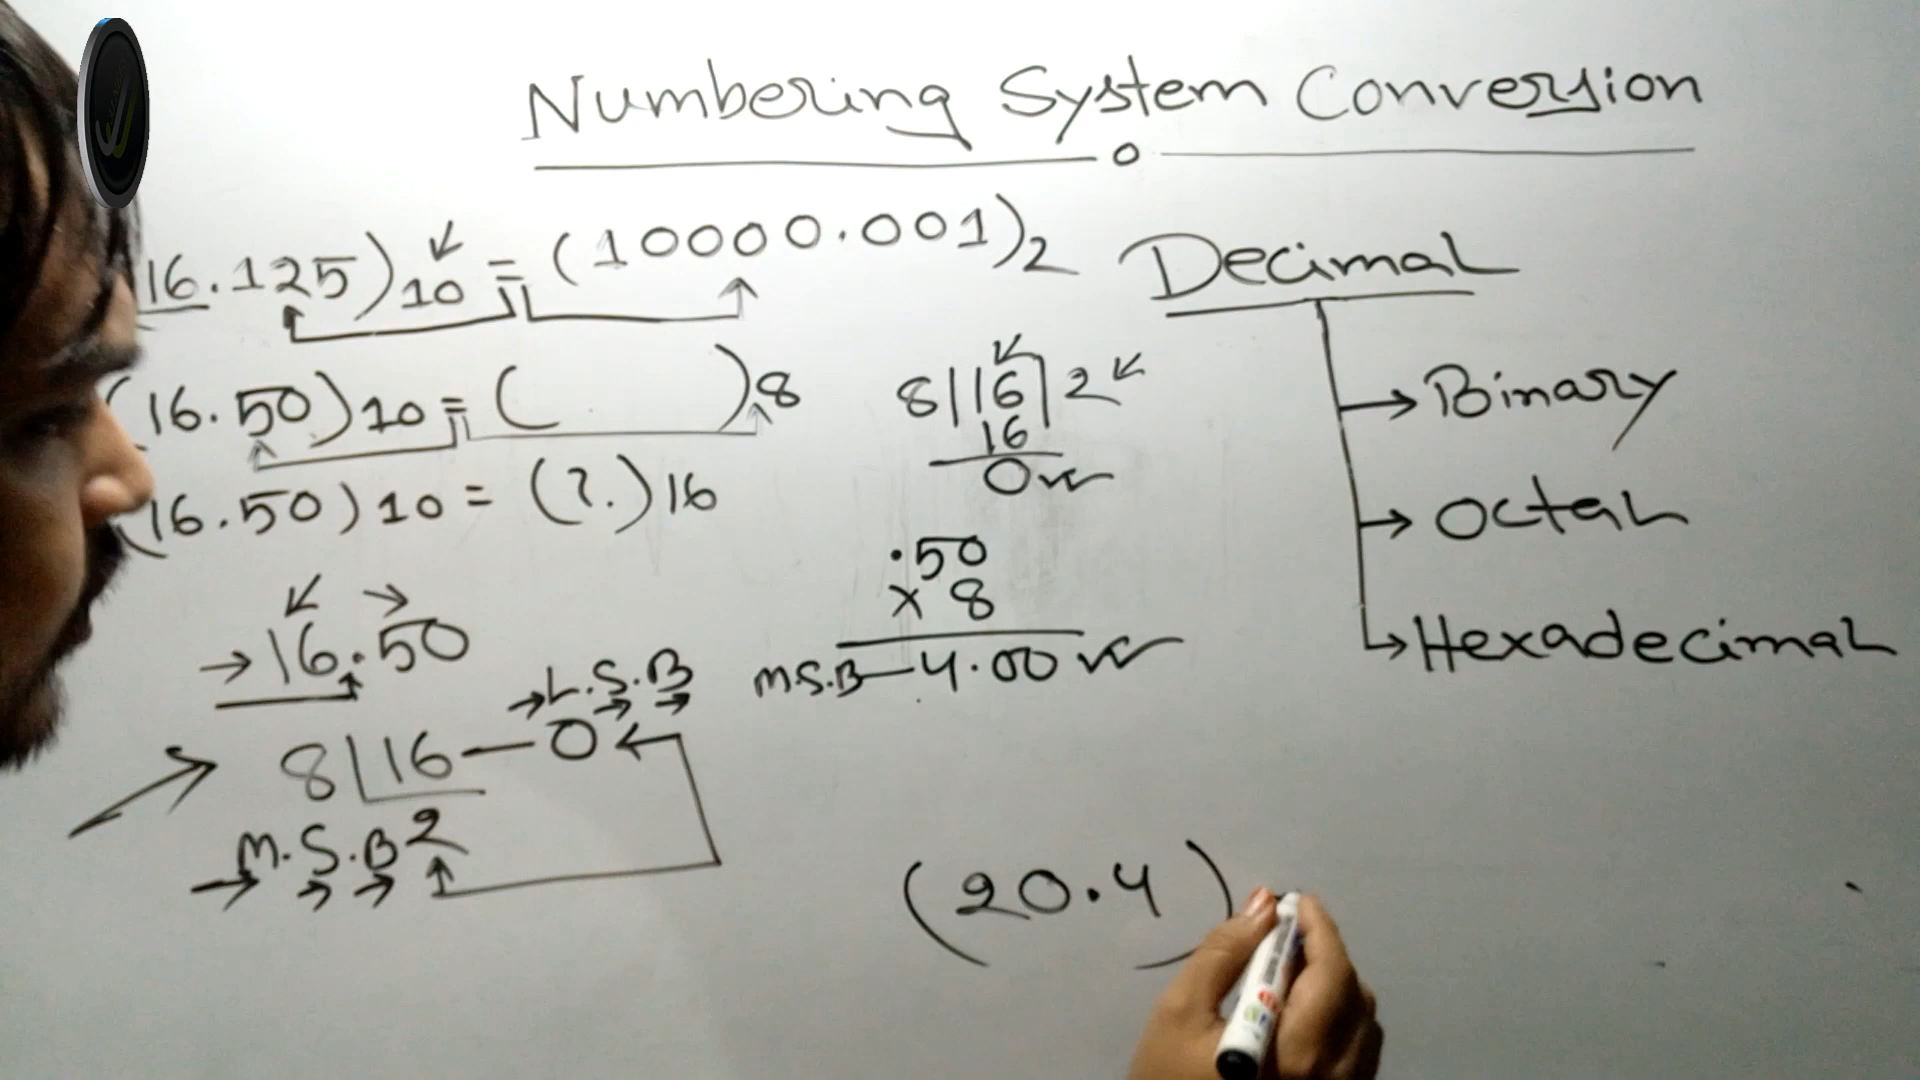 Numbering System Conversion
16.125)10 = (10000.001)2
(16.50)10 = ( )8
(16.50)10 = (?.)16
→16.50
8|16—0
→L.S.B
M.S.B 2
8|16|2
16
0
.50
× 8
M.S.B—4.00
(20.4)
Decimal
→Binary
→Octal
→Hexadecimal